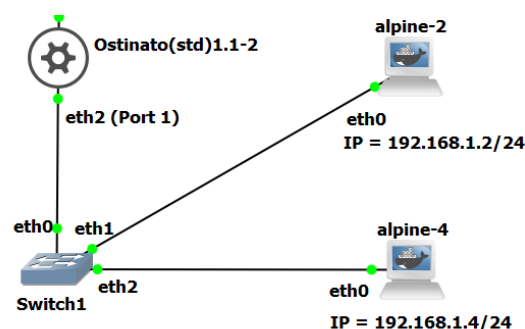 Ostinato(std)1.1-2
alpine-2
eth2 (Port 1)
eth0
IP = 192.168.1.2/24
eth0
eth1
alpine-4
eth2
eth0
Switch1
IP = 192.168.1.4/24